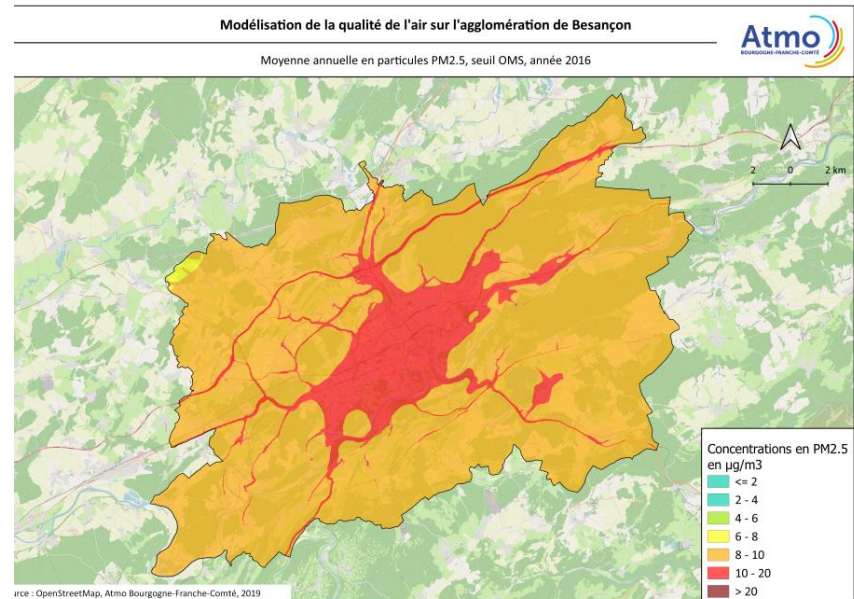 Modélisation de la qualité de l'air sur l'agglomération de Besançon
Moyenne annuelle en particules PM2.5, seuil OMS, année 2016
Atmo
BOURGOGNE-FRANCHE-COMTÉ
2 0 2 km
Concentrations en PM2.5
en µg/m3
<= 2
2 - 4
4 - 6
6 - 8
8 - 10
10 - 20
> 20
urce : OpenStreetMap, Atmo Bourgogne-Franche-Comté, 2019